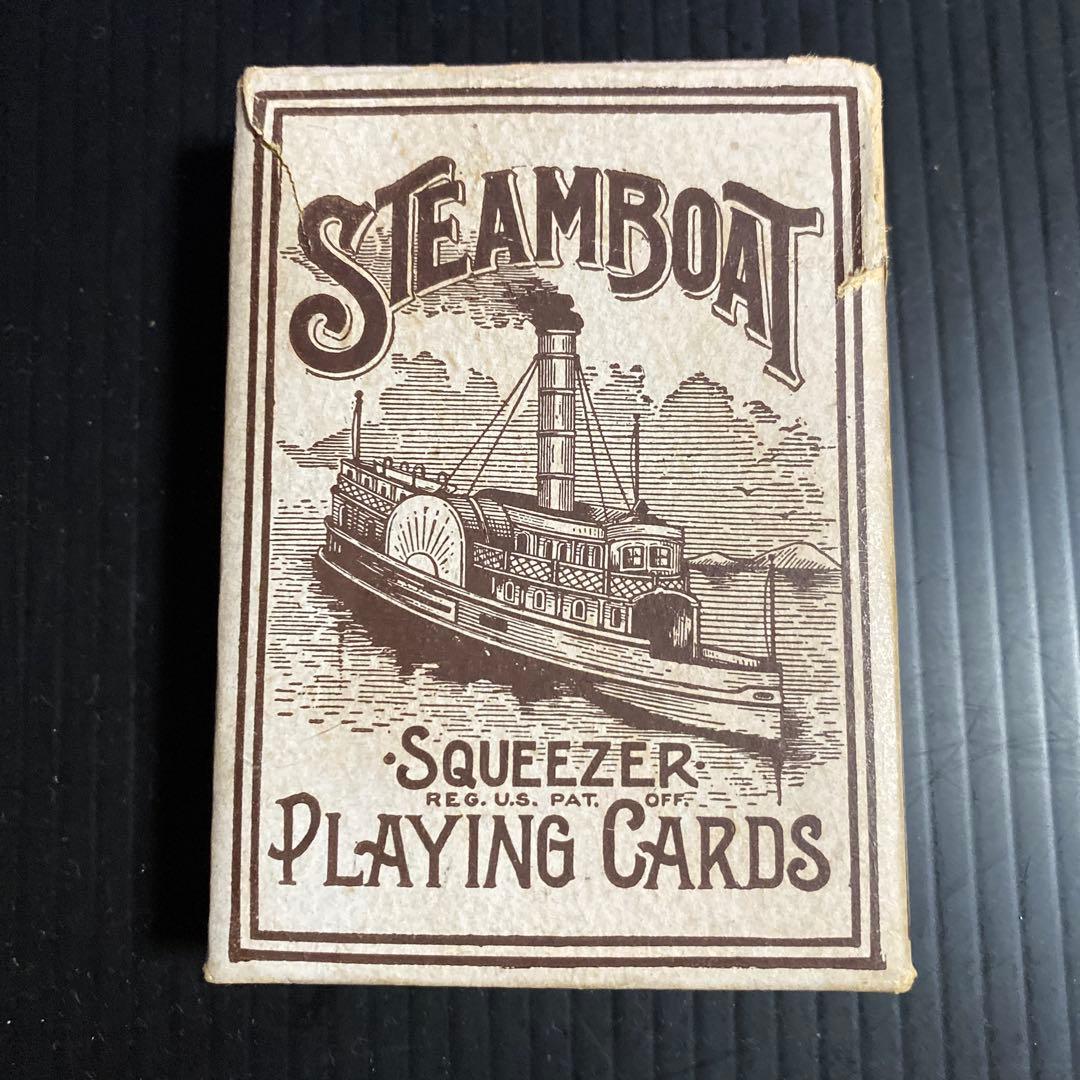 STEAMBOAT
·SQUEEZER·
REG. U.S. PAT. OFF.
PLAYING CARDS